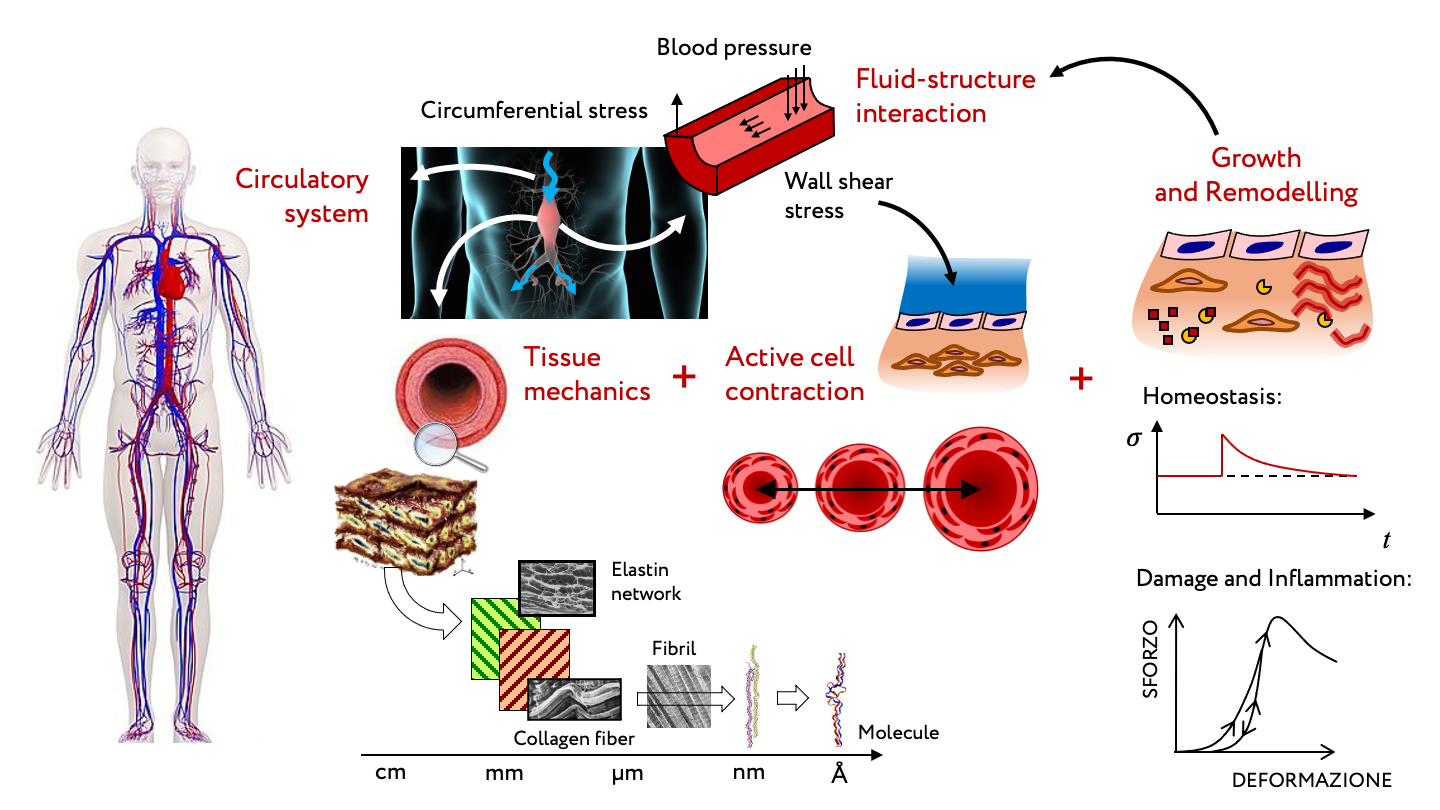 Blood pressure
Fluid-structure
interaction
Circumferential stress
Growth
and Remodelling
Circulatory
system
Wall shear
stress
Tissue
mechanics
+
Active cell
contraction
+
Homeostasis:
σ
t
Elastin
network
Fibril
Collagen fiber
Molecule
cm
mm
μm
nm
Å
Damage and Inflammation:
SFORZO
DEFORMAZIONE